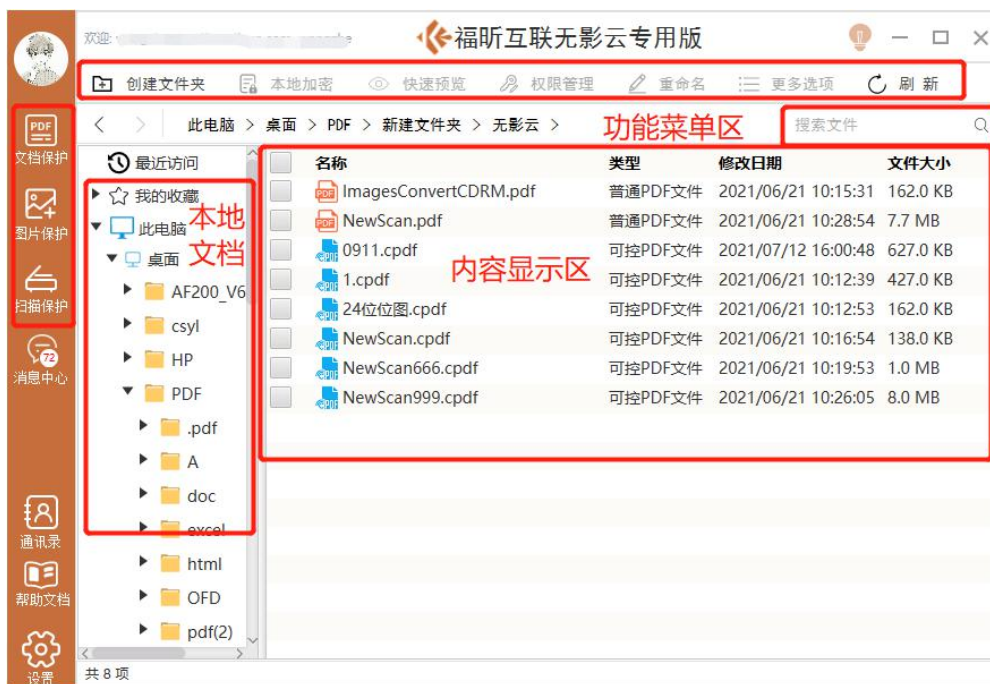 欢迎:
福昕互联无影云专用版
创建文件夹 本地加密 快速预览 权限管理 重命名 更多选项 刷新
此电脑 > 桌面 > PDF > 新建文件夹 > 无影云 >
功能菜单区
搜索文件
PDF
文档保护
图片保护
扫描保护
72
消息中心
通讯录
帮助文档
设置
最近访问
我的收藏
此电脑
本地
文档
桌面
AF200_V6
csyl
HP
PDF
.pdf
A
doc
excel
html
OFD
pdf(2)
名称 类型 修改日期 文件大小
ImagesConvertCDRM.pdf 普通PDF文件 2021/06/21 10:15:31 162.0 KB
NewScan.pdf 普通PDF文件 2021/06/21 10:28:54 7.7 MB
0911.cpdf 可控PDF文件 2021/07/12 16:00:48 627.0 KB
1.cpdf 可控PDF文件 2021/06/21 10:12:39 427.0 KB
24位位图.cpdf 可控PDF文件 2021/06/21 10:12:53 162.0 KB
NewScan.cpdf 可控PDF文件 2021/06/21 10:16:54 138.0 KB
NewScan666.cpdf 可控PDF文件 2021/06/21 10:19:53 1.0 MB
NewScan999.cpdf 可控PDF文件 2021/06/21 10:26:05 8.0 MB
内容显示区
共 8 项